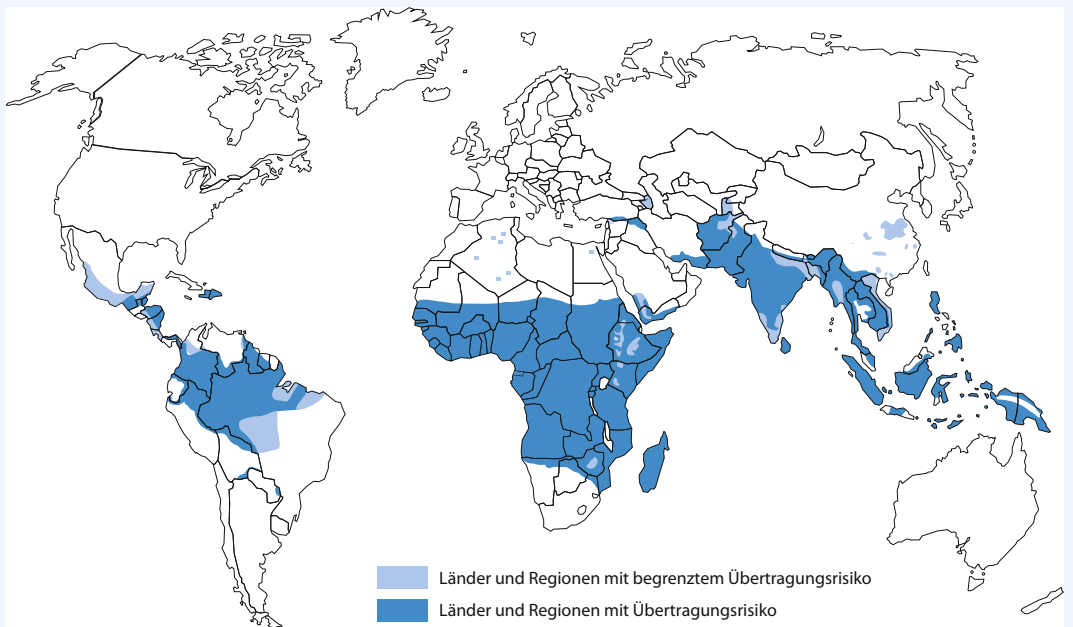 Länder und Regionen mit begrenztem Übertragungsrisiko
Länder und Regionen mit Übertragungsrisiko